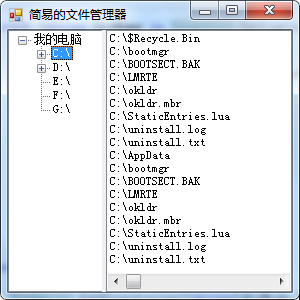 简易的文件管理器
我的电脑
C:\
D:\
E:\
F:\
G:\
C:\$Recycle.Bin
C:\bootmgr
C:\BOOTSECT.BAK
C:\LMRTE
C:\okldr
C:\okldr.mbr
C:\StaticEntries.lua
C:\uninstall.log
C:\uninstall.txt
C:\AppData
C:\bootmgr
C:\BOOTSECT.BAK
C:\LMRTE
C:\okldr
C:\okldr.mbr
C:\StaticEntries.lua
C:\uninstall.log
C:\uninstall.txt